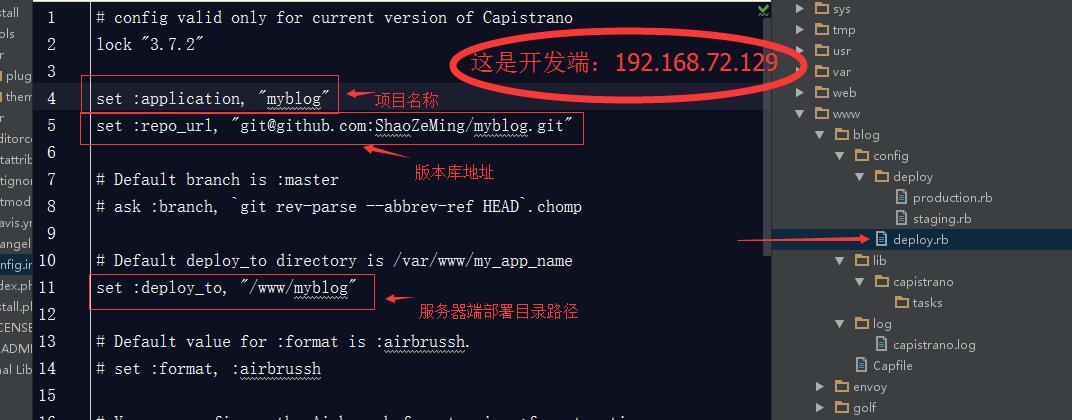 stall
ools
r
plug
them
ditorco
tattrib
tignor
tmod
avis.yn
angel
nfig.in
dex.ph
stall.ph
CENSE
ADME
nal Lib
1 # config valid only for current version of Capistrano
2 lock "3.7.2"
3
这是开发端：192.168.72.129
4 set :application, "myblog"
项目名称
5 set :repo_url, "git@github.com:ShaoZeMing/myblog.git"
6
版本库地址
7 # Default branch is :master
8 # ask :branch, `git rev-parse --abbrev-ref HEAD`.chomp
9
10 # Default deploy_to directory is /var/www/my_app_name
11 set :deploy_to, "/www/myblog"
服务器端部署目录路径
12
13 # Default value for :format is :airbrussh.
14 # set :format, :airbrussh
15
sys
tmp
usr
var
web
www
blog
config
deploy
production.rb
staging.rb
deploy.rb
lib
capistrano
tasks
log
capistrano.log
Capfile
envoy
golf